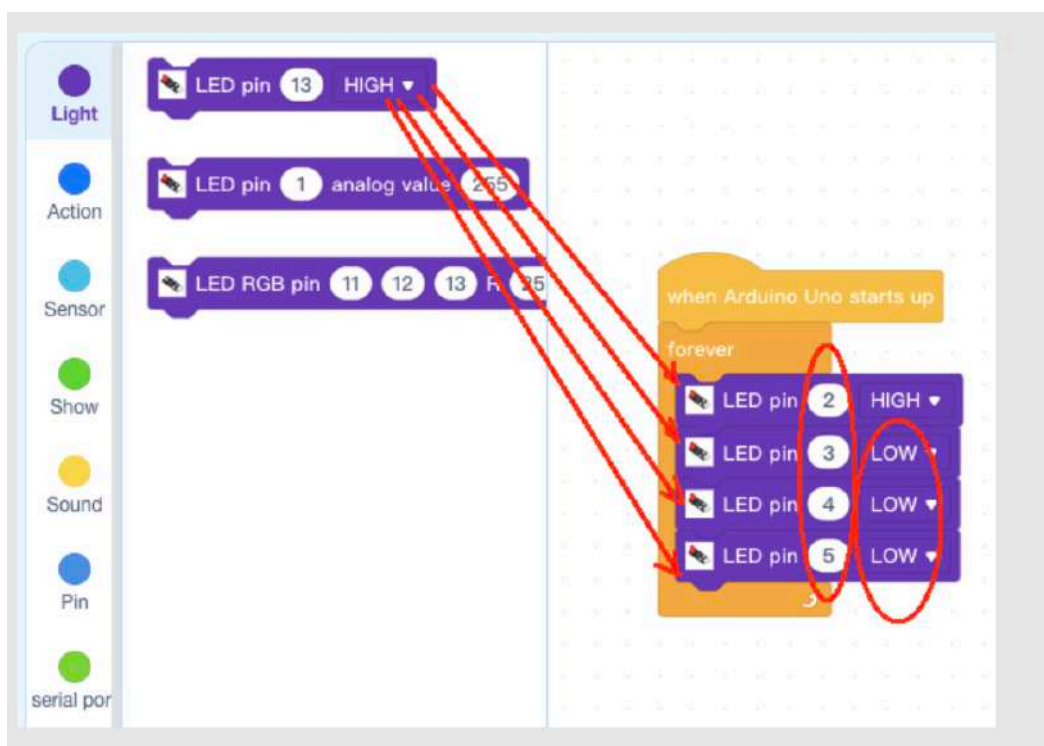 Light
Action
Sensor
Show
Sound
Pin
serial por
LED pin 13 HIGH
LED pin 1 analog value 255
LED RGB pin 11 12 13 R 25
when Arduino Uno starts up
forever
LED pin 2 HIGH
LED pin 3 LOW
LED pin 4 LOW
LED pin 5 LOW